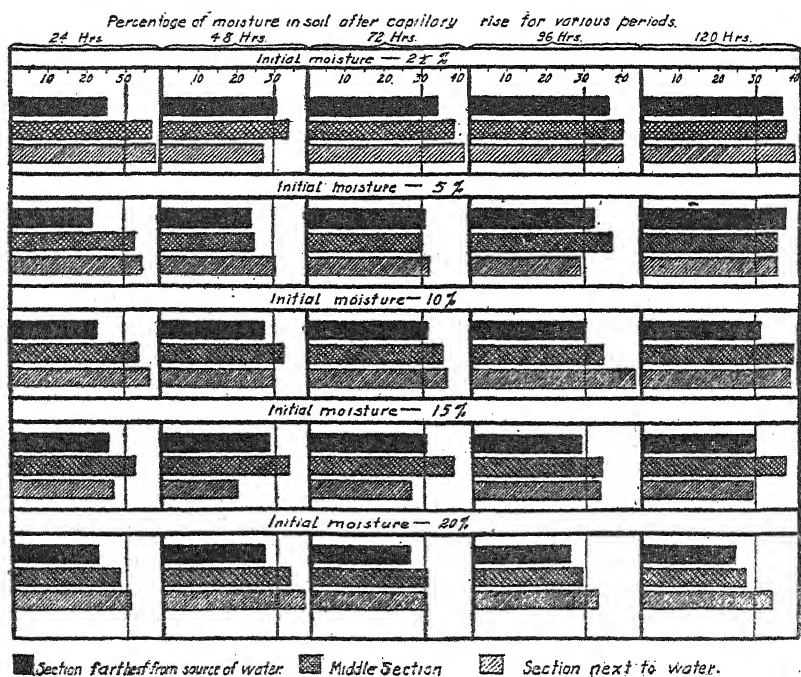 Percentage of moisture in soil after capillary rise for various periods.
24 Hrs. 48 Hrs. 72 Hrs. 96 Hrs. 120 Hrs.
Initial moisture — 2½ %
10 20 30 10 20 30 10 20 30 40 10 20 30 40 10 20 30 40
Initial moisture — 5 %
Initial moisture — 10 %
Initial moisture — 15 %
Initial moisture — 20 %
Section farthest from source of water. Middle Section Section next to water.